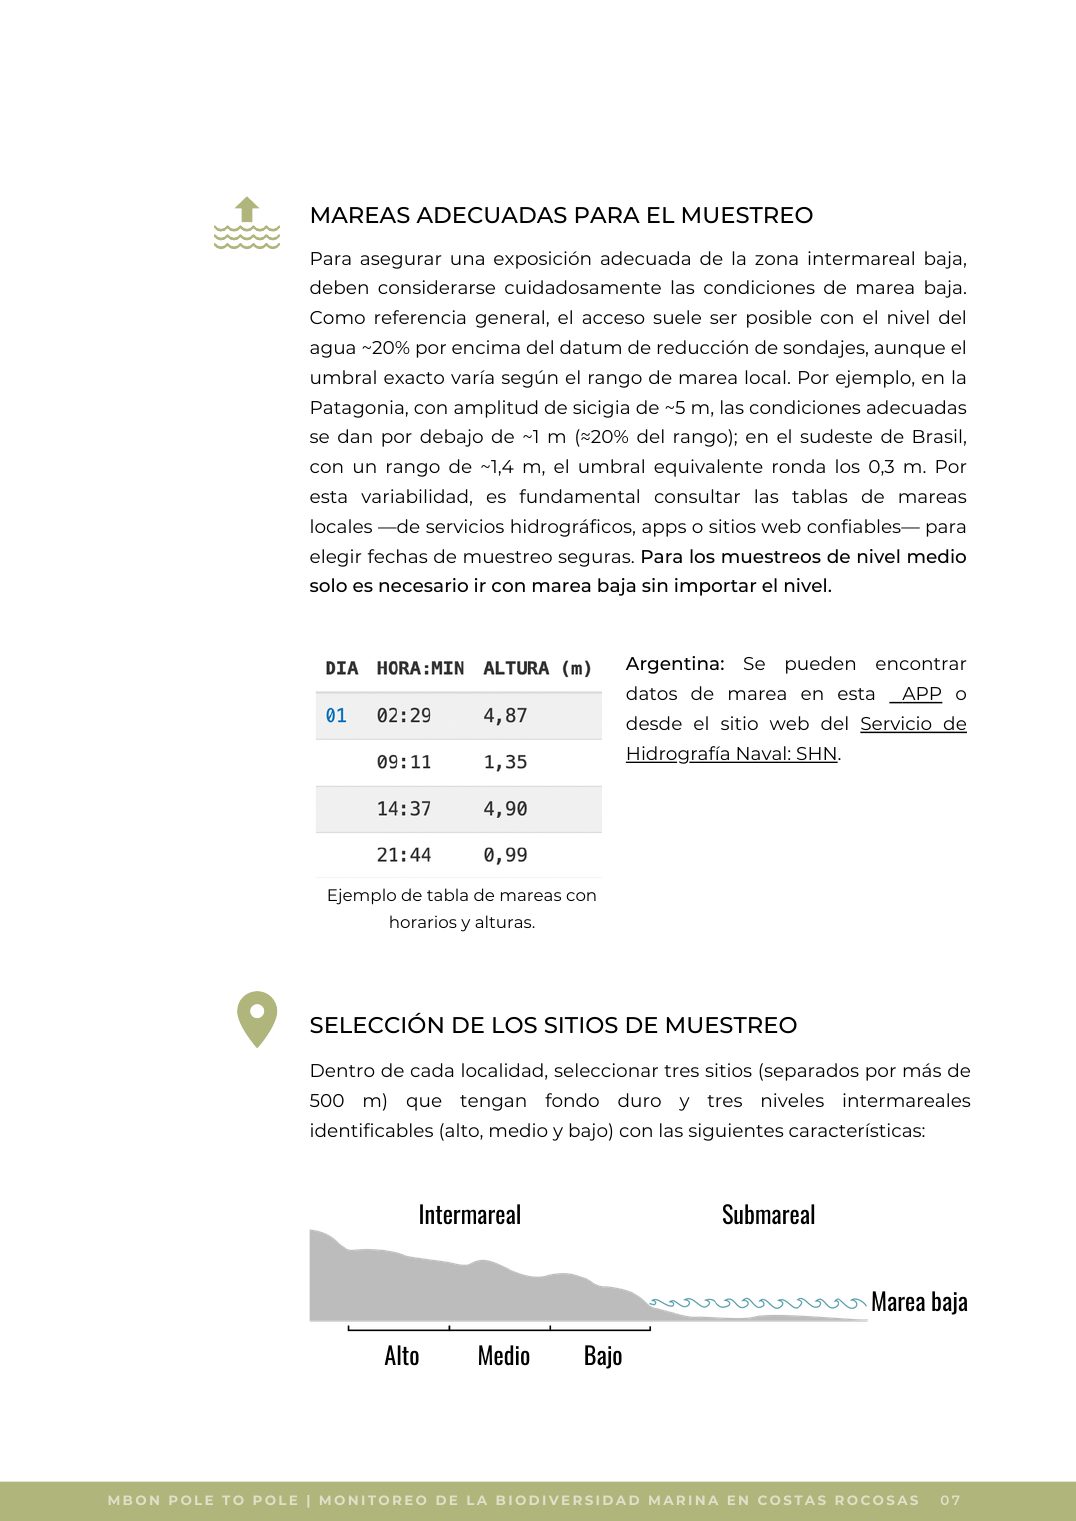 MAREAS ADECUADAS PARA EL MUESTREO
Para asegurar una exposición adecuada de la zona intermareal baja,
deben considerarse cuidadosamente las condiciones de marea baja.
Como referencia general, el acceso suele ser posible con el nivel del
agua ~20% por encima del datum de reducción de sondajes, aunque el
umbral exacto varía según el rango de marea local. Por ejemplo, en la
Patagonia, con amplitud de sicigia de ~5 m, las condiciones adecuadas
se dan por debajo de ~1 m (≈20% del rango); en el sudeste de Brasil,
con un rango de ~1,4 m, el umbral equivalente ronda los 0,3 m. Por
esta variabilidad, es fundamental consultar las tablas de mareas
locales —de servicios hidrográficos, apps o sitios web confiables— para
elegir fechas de muestreo seguras. Para los muestreos de nivel medio
solo es necesario ir con marea baja sin importar el nivel.
DIA HORA:MIN ALTURA (m)
01 02:29 4,87
09:11 1,35
14:37 4,90
21:44 0,99
Ejemplo de tabla de mareas con
horarios y alturas.
Argentina: Se pueden encontrar
datos de marea en esta APP o
desde el sitio web del Servicio de
Hidrografía Naval: SHN.
SELECCIÓN DE LOS SITIOS DE MUESTREO
Dentro de cada localidad, seleccionar tres sitios (separados por más de
500 m) que tengan fondo duro y tres niveles intermareales
identificables (alto, medio y bajo) con las siguientes características:
Intermareal Submareal
Marea baja
Alto Medio Bajo
MBON POLE TO POLE | MONITOREO DE LA BIODIVERSIDAD MARINA EN COSTAS ROCOSAS 07